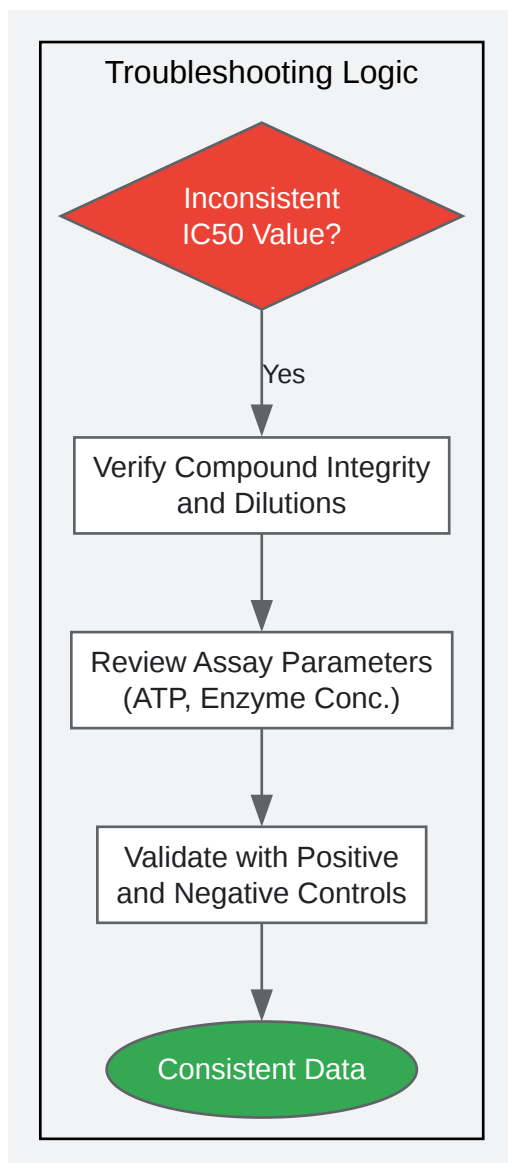 Troubleshooting Logic
Inconsistent
IC50 Value?
Yes
Verify Compound Integrity
and Dilutions
Review Assay Parameters
(ATP, Enzyme Conc.)
Validate with Positive
and Negative Controls
Consistent Data